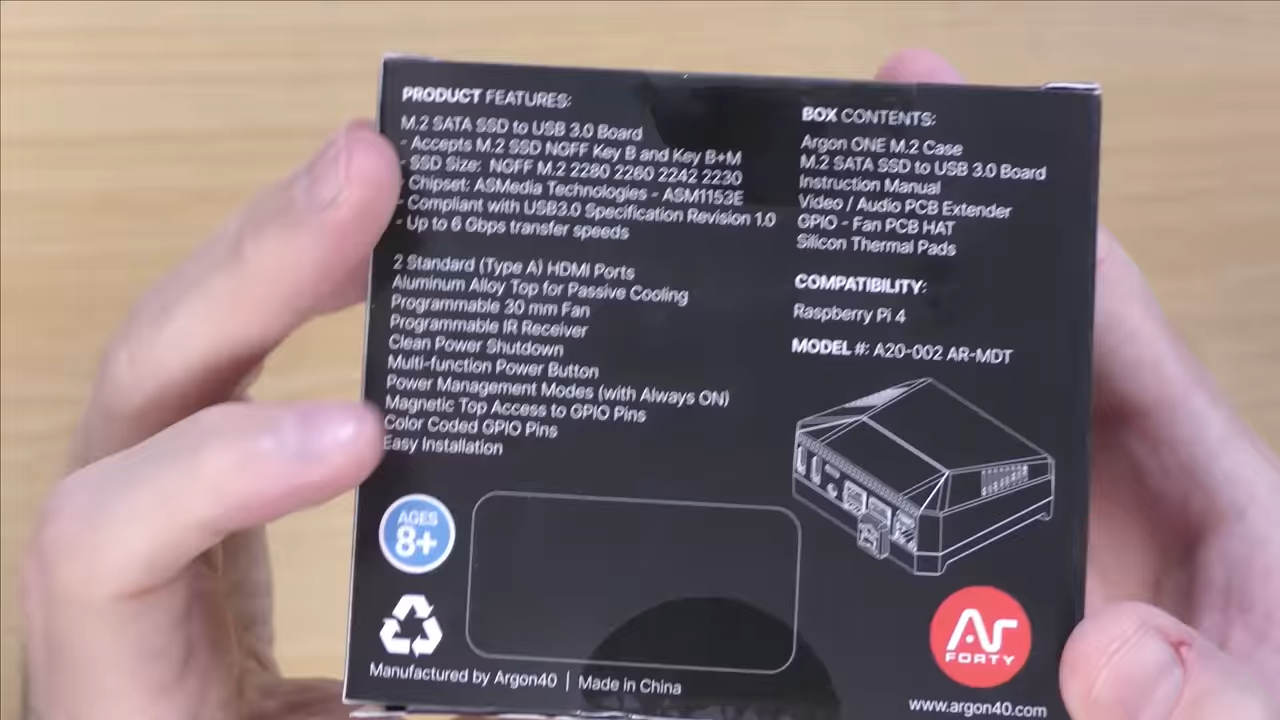 PRODUCT FEATURES:
M.2 SATA SSD to USB 3.0 Board
- Accepts M.2 SSD NGFF Key B and Key B+M
- SSD Size: NGFF M.2 2280 2260 2242 2230
- Chipset: ASMedia Technologies - ASM1153E
- Compliant with USB3.0 Specification Revision 1.0
- Up to 6 Gbps transfer speeds
2 Standard (Type A) HDMI Ports
Aluminum Alloy Top for Passive Cooling
Programmable 30 mm Fan
Programmable IR Receiver
Clean Power Shutdown
Multi-function Power Button
Power Management Modes (with Always ON)
Magnetic Top Access to GPIO Pins
Color Coded GPIO Pins
Easy Installation
BOX CONTENTS:
Argon ONE M.2 Case
M.2 SATA SSD to USB 3.0 Board
Instruction Manual
Video / Audio PCB Extender
GPIO - Fan PCB HAT
Silicon Thermal Pads
COMPATIBILITY:
Raspberry Pi 4
MODEL #: A20-002 AR-MDT
AGES
8+
Manufactured by Argon40 | Made in China
Ar
FORTY
www.argon40.com